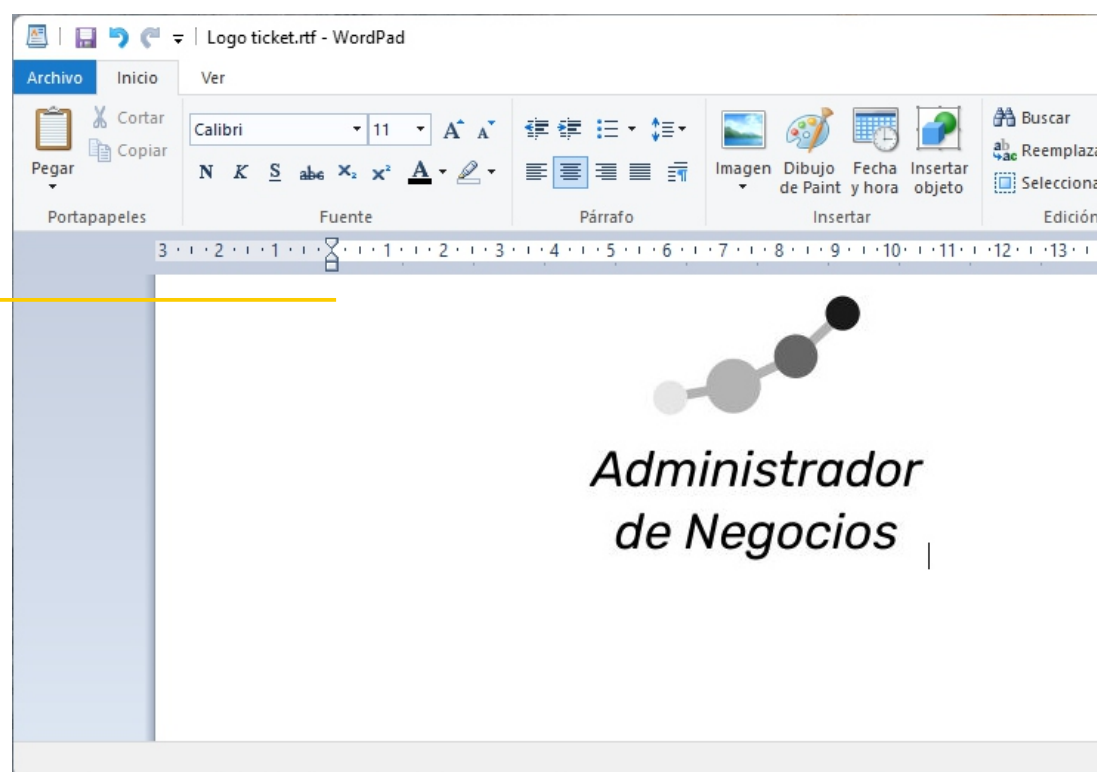 Logo ticket.rtf - WordPad
Archivo Inicio Ver
Pegar
Cortar
Copiar
Portapapeles
Calibri 11 A A
N K S abc X₂ X² A
Fuente
Párrafo
Imagen
Dibujo de Paint
Fecha y hora
Insertar objeto
Insertar
Buscar
Reemplaza
Selecciona
Edición
3 2 1 1 2 3 4 5 6 7 8 9 10 11 12 13
Administrador
de Negocios